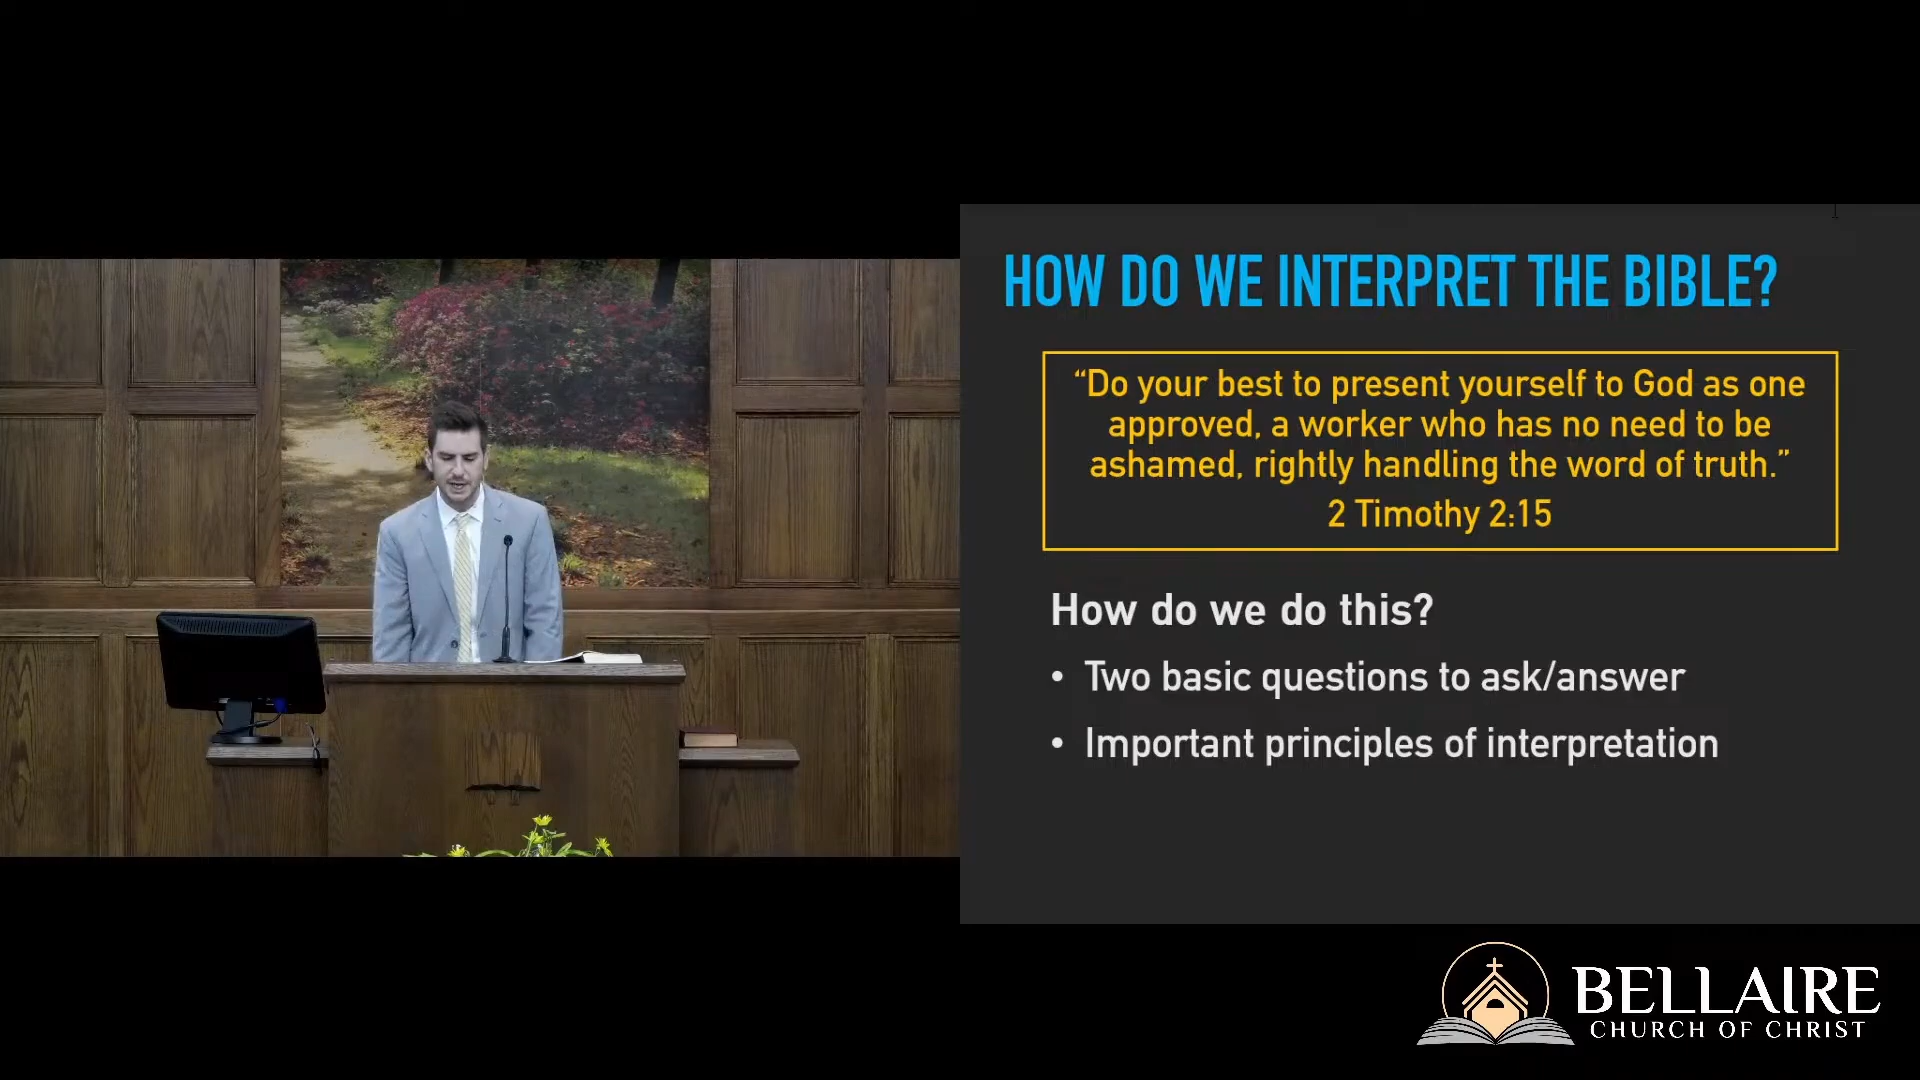 HOW DO WE INTERPRET THE BIBLE?
“Do your best to present yourself to God as one
approved, a worker who has no need to be
ashamed, rightly handling the word of truth.”
2 Timothy 2:15
How do we do this?
• Two basic questions to ask/answer
• Important principles of interpretation
BELLAIRE
CHURCH OF CHRIST